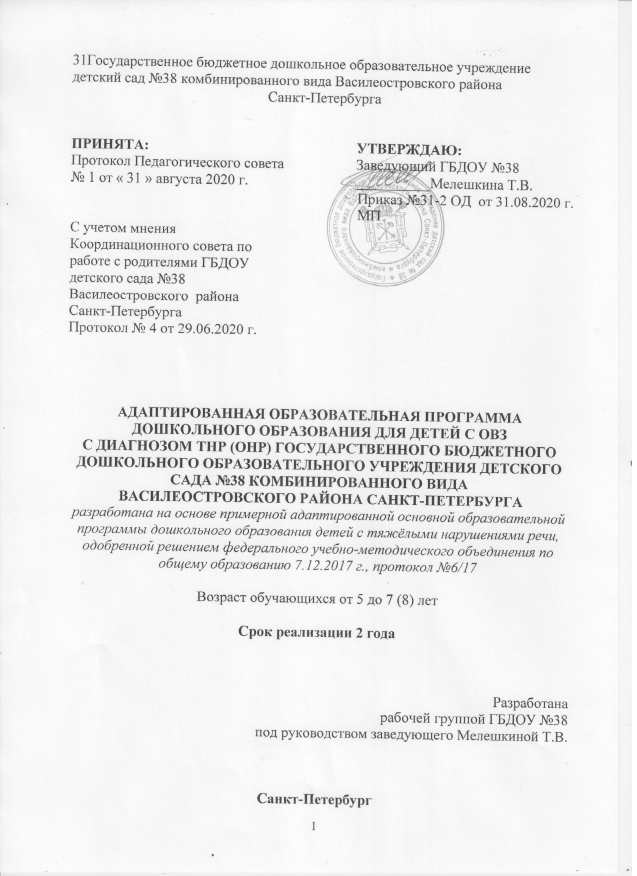 31Государственное бюджетное дошкольное образовательное учреждение
детский сад №38 комбинированного вида Василеостровского района
Санкт-Петербурга
ПРИНЯТА:
Протокол Педагогического совета
№ 1 от « 31 » августа 2020 г.
С учетом мнения
Координационного совета по
работе с родителями ГБДОУ
детского сада №38
Василеостровского района
Санкт-Петербурга
Протокол № 4 от 29.06.2020 г.
УТВЕРЖДАЮ:
Заведующий ГБДОУ №38
Мелешкина Т.В.
Приказ №31-2 ОД от 31.08.2020 г.
МП
АДАПТИРОВАННАЯ ОБРАЗОВАТЕЛЬНАЯ ПРОГРАММА
ДОШКОЛЬНОГО ОБРАЗОВАНИЯ ДЛЯ ДЕТЕЙ С ОВЗ
С ДИАГНОЗОМ ТНР (ОНР) ГОСУДАРСТВЕННОГО БЮДЖЕТНОГО
ДОШКОЛЬНОГО ОБРАЗОВАТЕЛЬНОГО УЧРЕЖДЕНИЯ ДЕТСКОГО
САДА №38 КОМБИНИРОВАННОГО ВИДА
ВАСИЛЕОСТРОВСКОГО РАЙОНА САНКТ-ПЕТЕРБУРГА
разработана на основе примерной адаптированной основной образовательной
программы дошкольного образования детей с тяжёлыми нарушениями речи,
одобренной решением федерального учебно-методического объединения по
общему образованию 7.12.2017 г., протокол №6/17
Возраст обучающихся от 5 до 7 (8) лет
Срок реализации 2 года
Разработана
рабочей группой ГБДОУ №38
под руководством заведующего Мелешкиной Т.В.
Санкт-Петербург
1